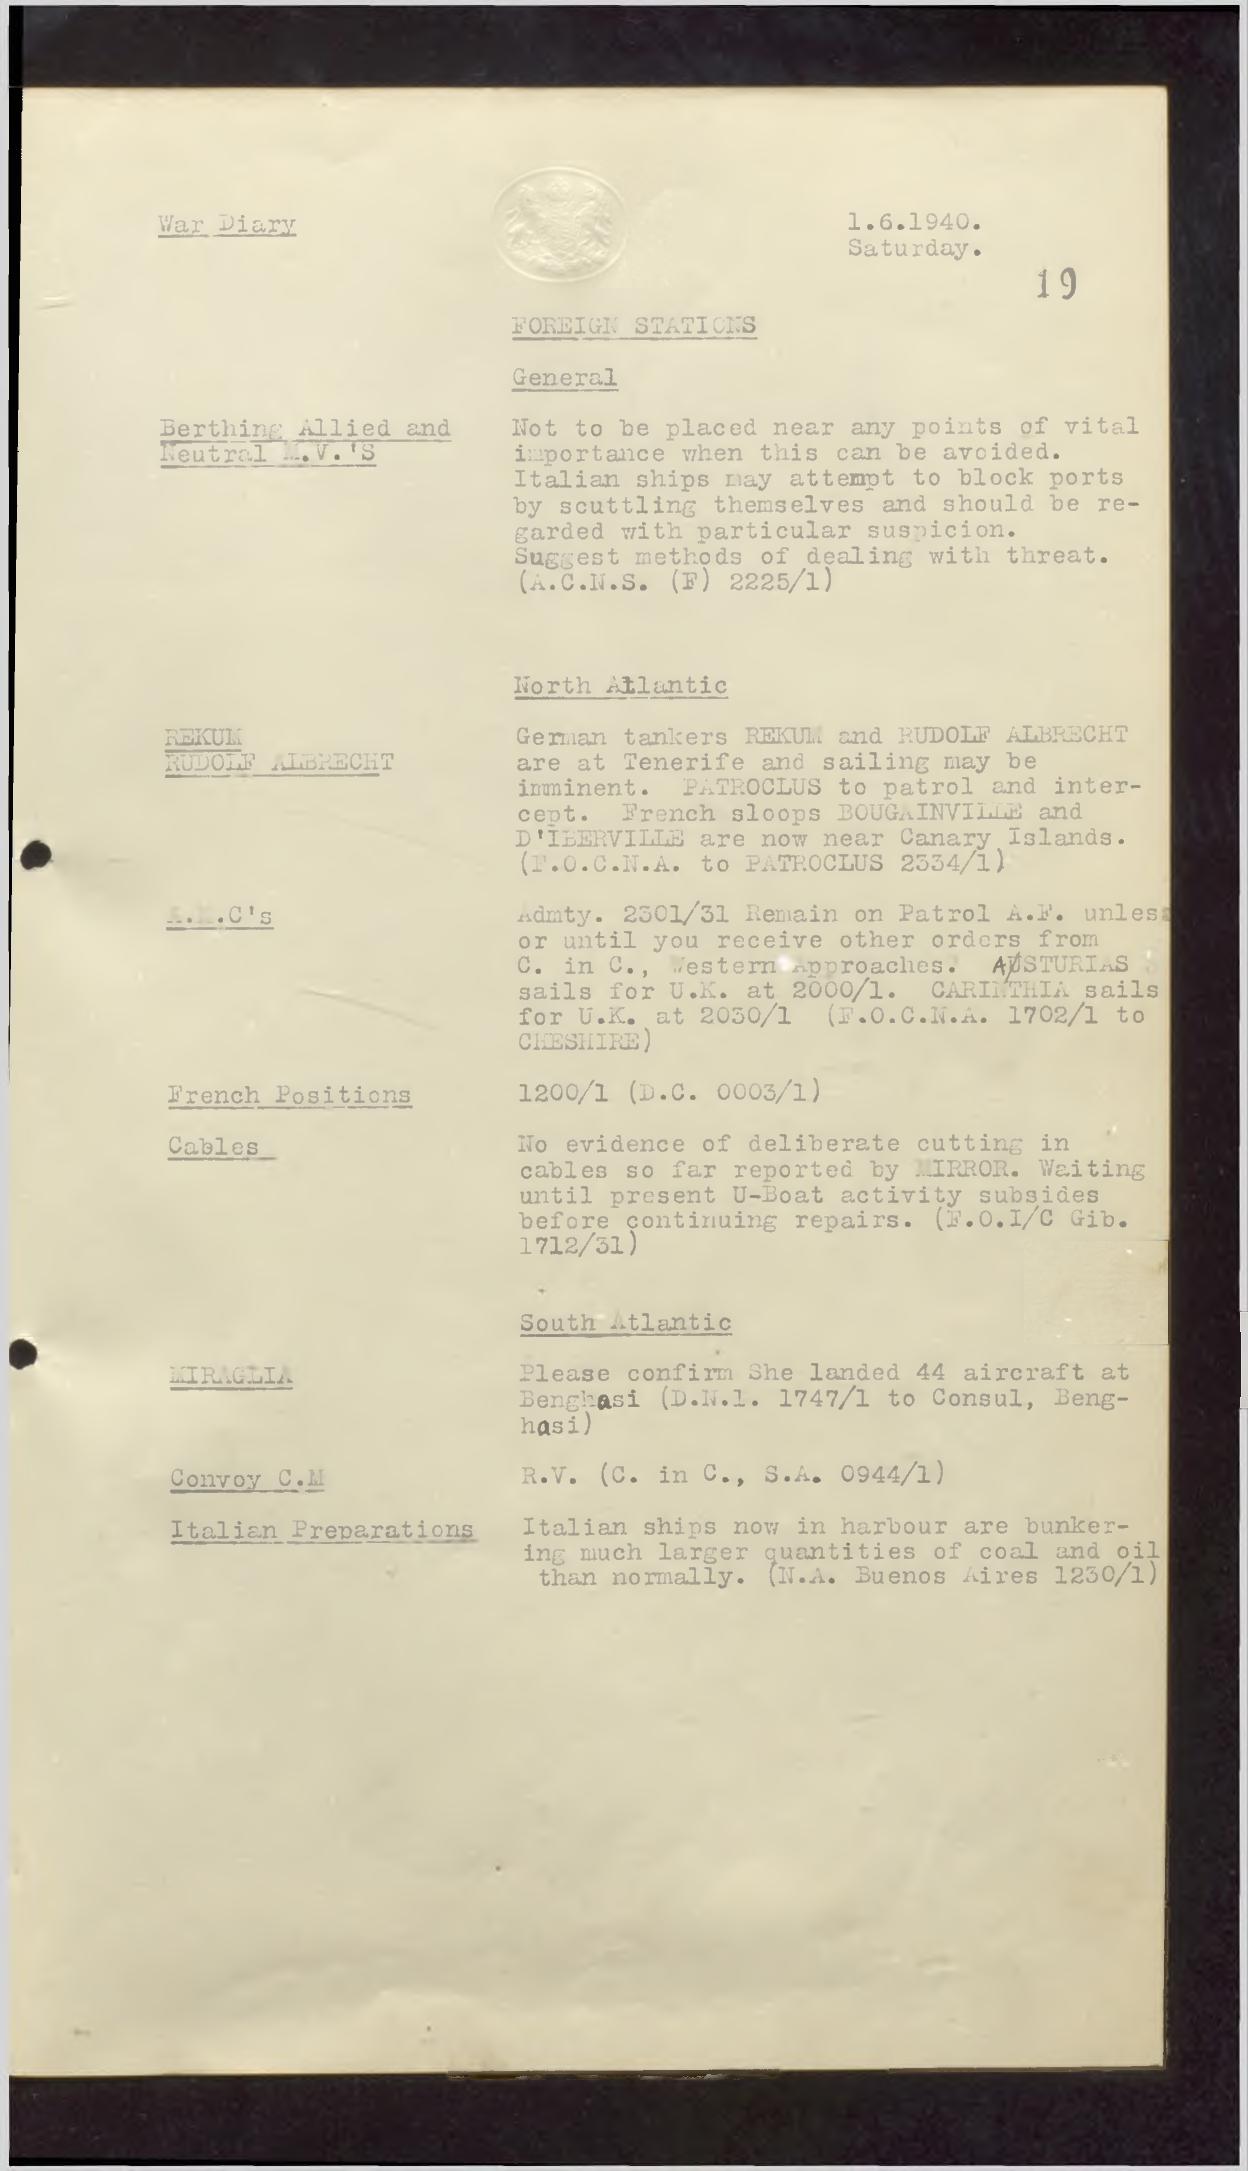 War Diary
1.6.1940.
Saturday.
19
FOREIGN STATIONS
General
Berthing Allied and
Neutral M.V.'S
Not to be placed near any points of vital
importance when this can be avoided.
Italian ships may attempt to block ports
by scuttling themselves and should be re-
garded with particular suspicion.
Suggest methods of dealing with threat.
(A.C.N.S. (F) 2225/1)
North Atlantic
REKUM
RUDOLF ALBRECHT
German tankers REKUM and RUDOLF ALBRECHT
are at Tenerife and sailing may be
imminent. PATROCLUS to patrol and inter-
cept. French sloops BOUGAINVILLE and
D'IBERVILLE are now near Canary Islands.
(F.O.C.N.A. to PATROCLUS 2334/1)
A.M.C's
Admty. 2301/31 Remain on Patrol A.F. unless
or until you receive other orders from
C. in C., Western Approaches. ASTURIAS
sails for U.K. at 2000/1. CARINTHIA sails
for U.K. at 2030/1 (F.O.C.N.A. 1702/1 to
CHESHIRE)
French Positions
1200/1 (D.C. 0003/1)
Cables
No evidence of deliberate cutting in
cables so far reported by MIRROR. Waiting
until present U-Boat activity subsides
before continuing repairs. (F.O.I/C Gib.
1712/31)
South Atlantic
MIRAGLIA
Please confirm She landed 44 aircraft at
Benghasi (D.N.I. 1747/1 to Consul, Beng-
hasi)
Convoy C.M
R.V. (C. in C., S.A. 0944/1)
Italian Preparations
Italian ships now in harbour are bunker-
ing much larger quantities of coal and oil
than normally. (N.A. Buenos Aires 1230/1)